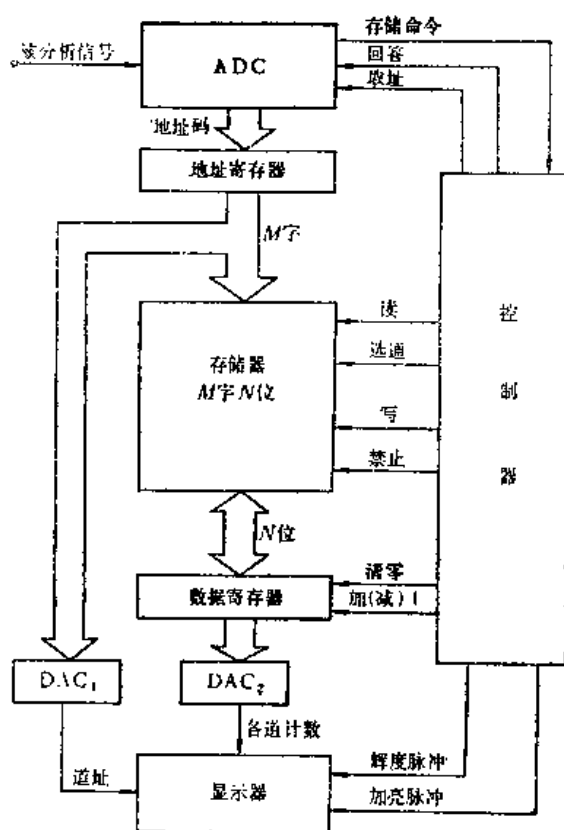 存储命令
被分析信号
ADC
回答
取址
地址码
地址寄存器
M字
读
控
制
器
选通
存储器
M字N位
写
禁止
N位
清零
数据寄存器
加(减)1
DAC₁
DAC₂
各道计数
道址
辉度脉冲
显示器
加亮脉冲